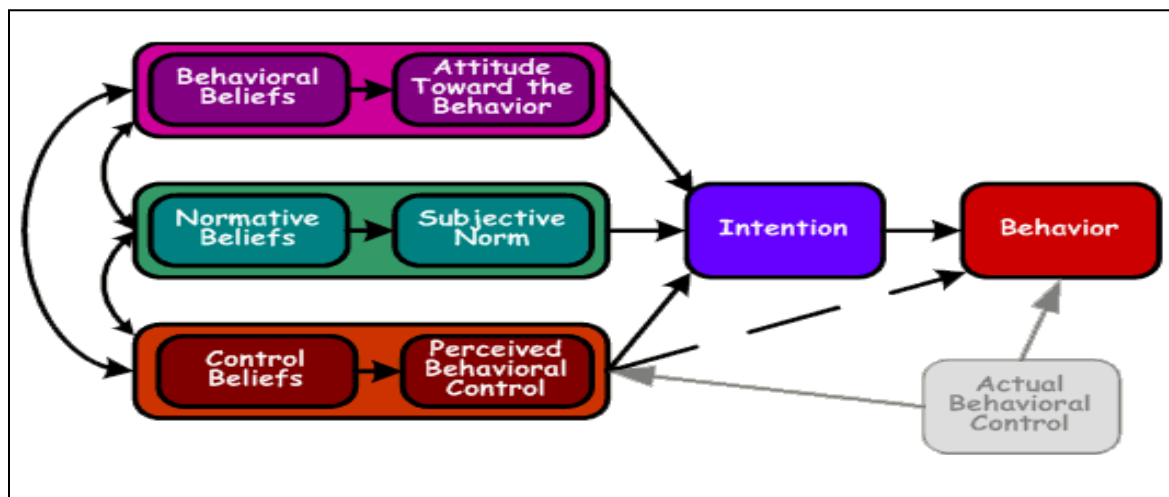 Behavioral
Beliefs
Attitude
Toward the
Behavior
Normative
Beliefs
Subjective
Norm
Intention
Behavior
Control
Beliefs
Perceived
Behavioral
Control
Actual
Behavioral
Control